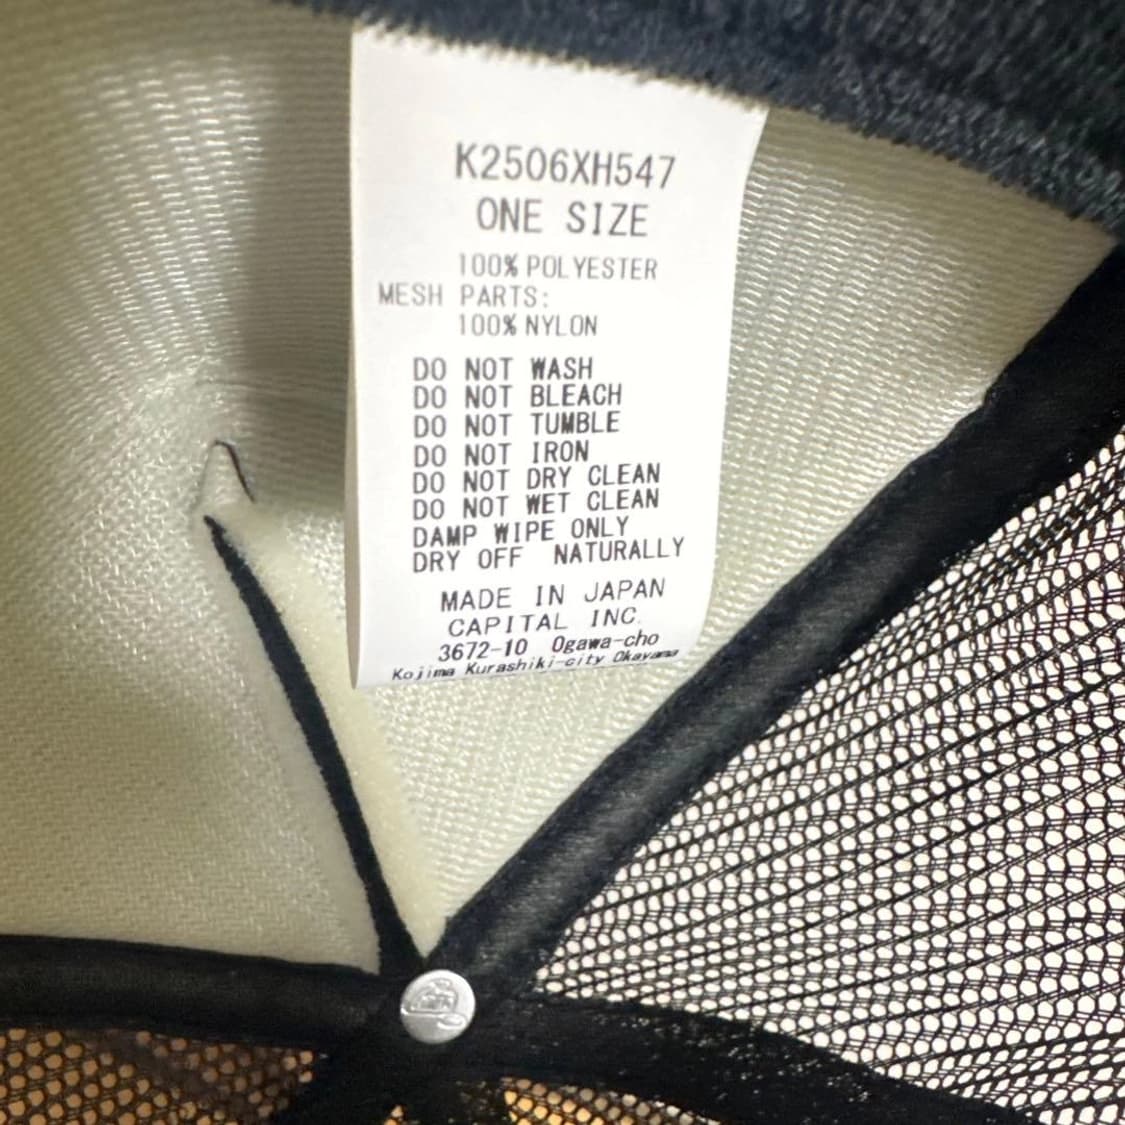 K2506XH547
ONE SIZE
100% POLYESTER
MESH PARTS:
100% NYLON
DO NOT WASH
DO NOT BLEACH
DO NOT TUMBLE
DO NOT IRON
DO NOT DRY CLEAN
DO NOT WET CLEAN
DAMP WIPE ONLY
DRY OFF NATURALLY
MADE IN JAPAN
CAPITAL INC.
3672-10 Ogawa-cho
Kojima Kurashiki-city Okayama